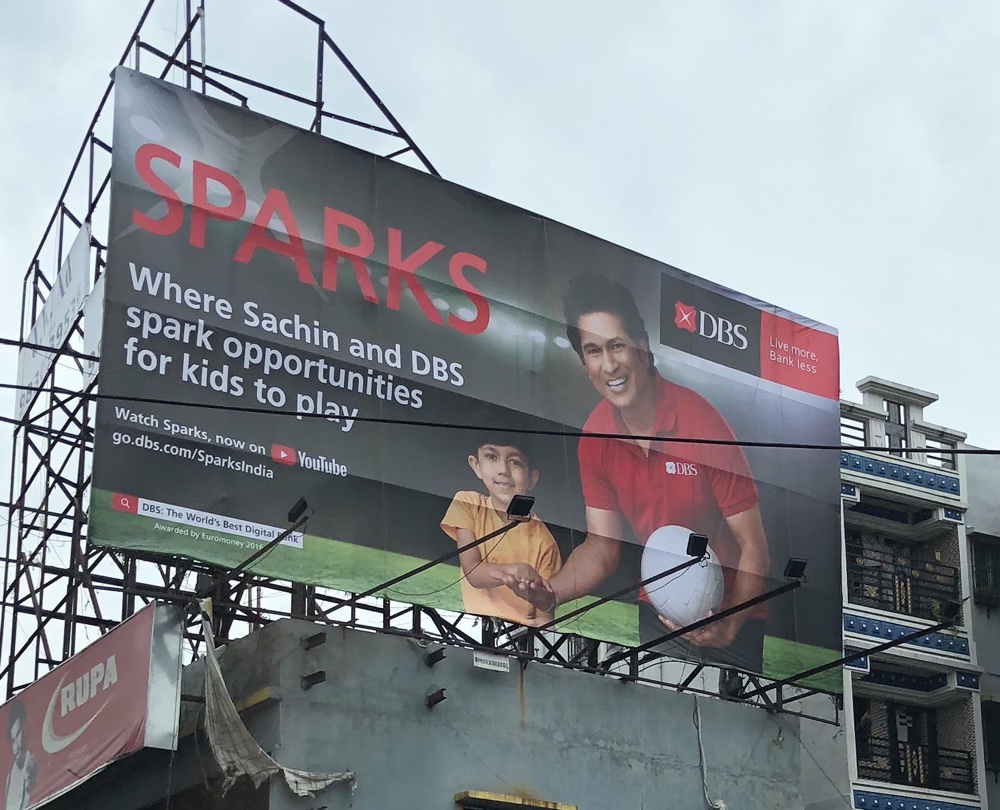 SPARKS
Where Sachin and DBS
spark opportunities
for kids to play
Watch Sparks, now on YouTube
go.dbs.com/SparksIndia
DBS: The World's Best Digital Bank
Awarded by Euromoney 2016
DBS
Live more,
Bank less
DBS
RUPA